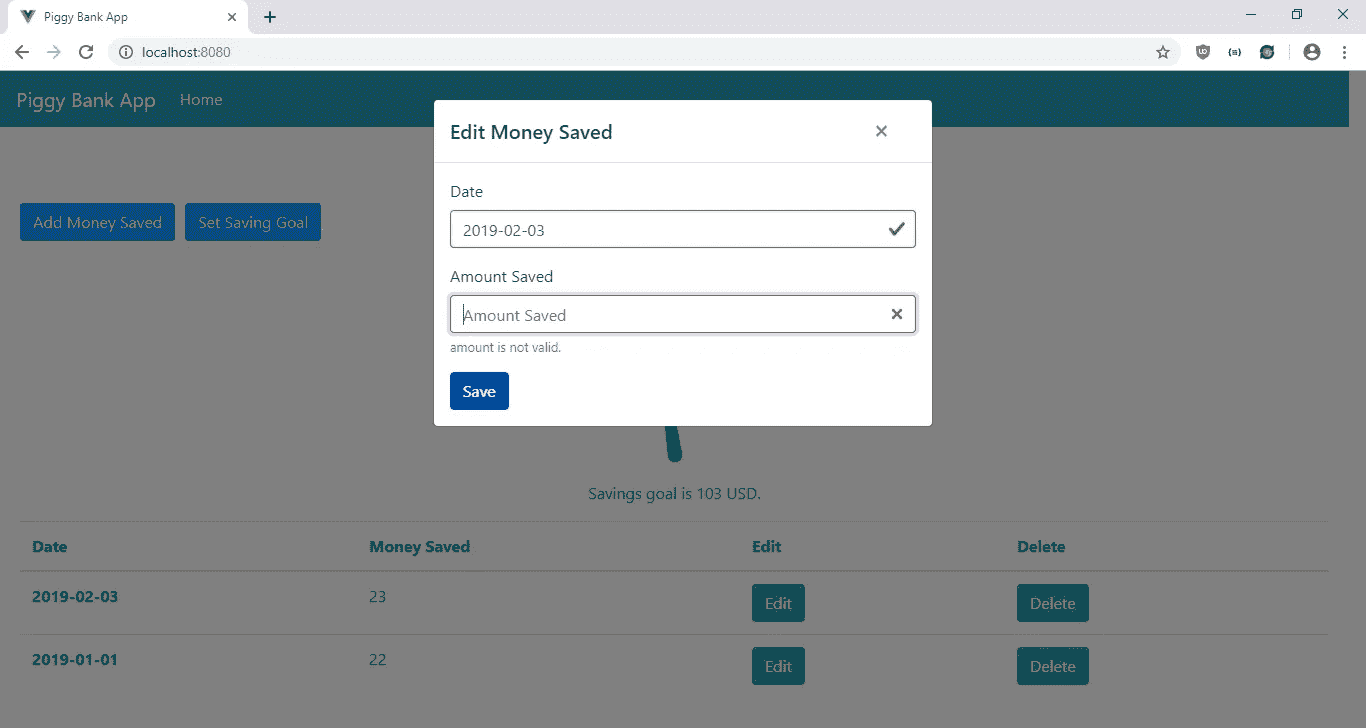 Piggy Bank App
localhost:8080
Piggy Bank App Home
Edit Money Saved
Date
2019-02-03
Add Money Saved Set Saving Goal
Amount Saved
Amount Saved
amount is not valid.
Save
Savings goal is 103 USD.
Date Money Saved Edit Delete
2019-02-03 23 Edit Delete
2019-01-01 22 Edit Delete